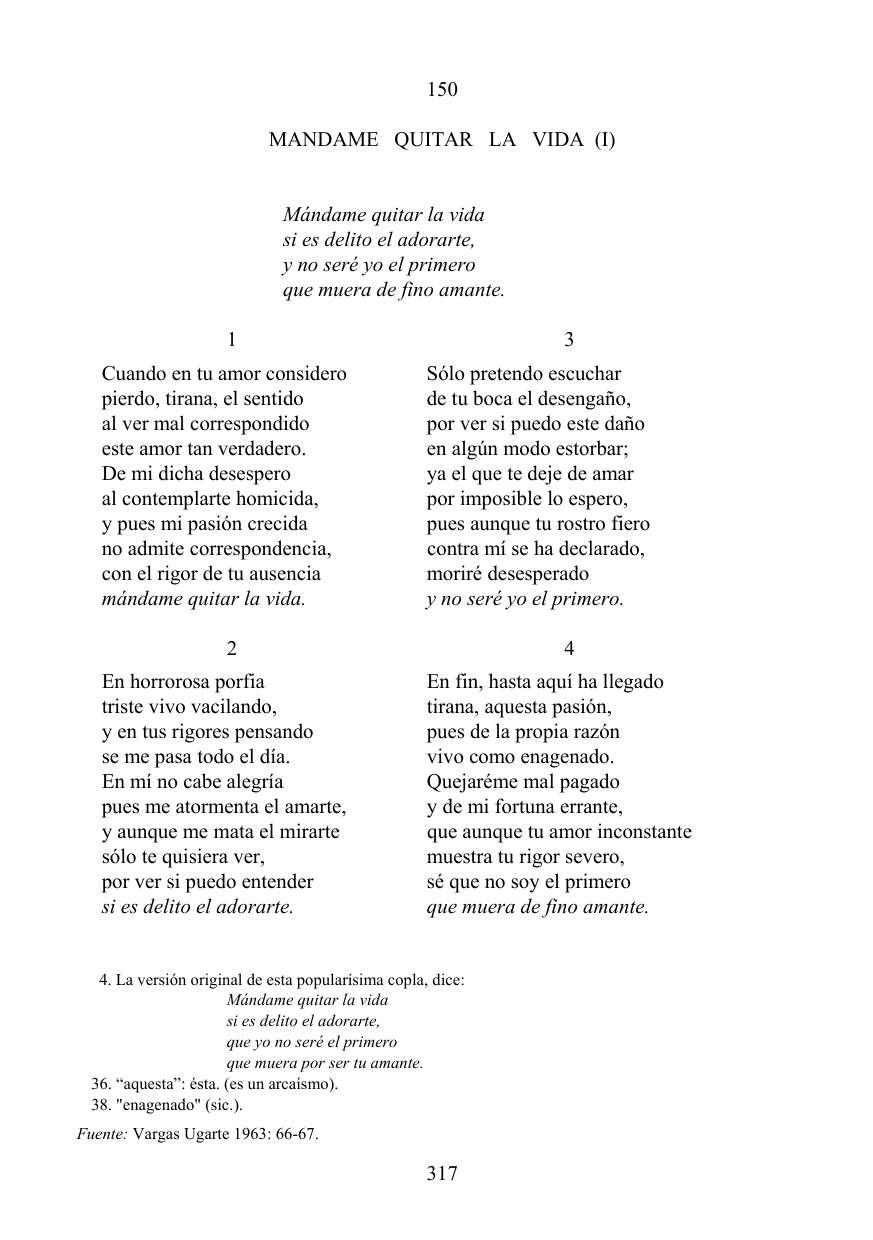 150
MANDAME QUITAR LA VIDA (I)
Mándame quitar la vida
si es delito el adorarte,
y no seré yo el primero
que muera de fino amante.
1
Cuando en tu amor considero
pierdo, tirana, el sentido
al ver mal correspondido
este amor tan verdadero.
De mi dicha desespero
al contemplarte homicida,
y pues mi pasión crecida
no admite correspondencia,
con el rigor de tu ausencia
mándame quitar la vida.
2
En horrorosa porfia
triste vivo vacilando,
y en tus rigores pensando
se me pasa todo el día.
En mí no cabe alegría
pues me atormenta el amarte,
y aunque me mata el mirarte
sólo te quisiera ver,
por ver si puedo entender
si es delito el adorarte.
3
Sólo pretendo escuchar
de tu boca el desengaño,
por ver si puedo este daño
en algún modo estorbar;
ya el que te deje de amar
por imposible lo espero,
pues aunque tu rostro fiero
contra mí se ha declarado,
moriré desesperado
y no seré yo el primero.
4
En fin, hasta aquí ha llegado
tirana, aquesta pasión,
pues de la propia razón
vivo como enagenado.
Quejaréme mal pagado
y de mi fortuna errante,
que aunque tu amor inconstante
muestra tu rigor severo,
sé que no soy el primero
que muera de fino amante.
4. La versión original de esta popularísima copla, dice:
Mándame quitar la vida
si es delito el adorarte,
que yo no seré el primero
que muera por ser tu amante.
36. “aquesta”: ésta. (es un arcaísmo).
38. "enagenado" (sic.).
Fuente: Vargas Ugarte 1963: 66-67.
317